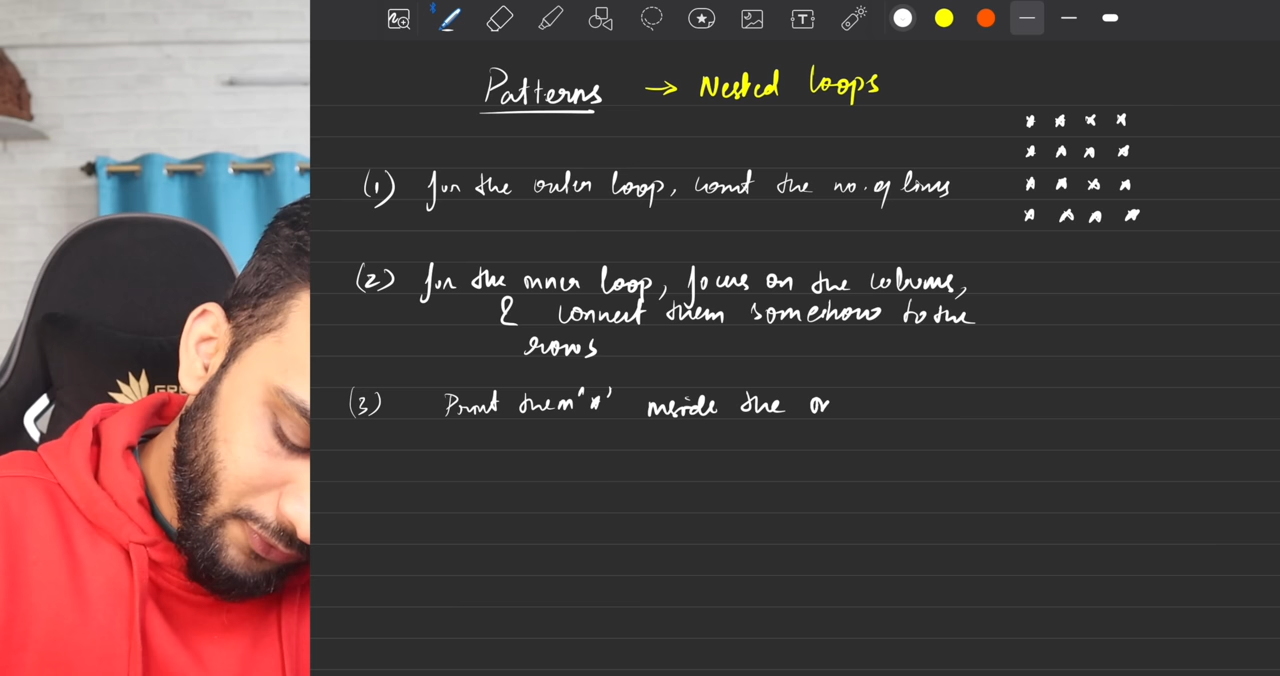 Patterns → Nested loops
* * * *
* * * *
(1) for the outer loop, count the no. of lines
* * * *
* * * *
(2) for the inner loop, focus on the columns,
& connect them somehow to the
rows
(3) Print them '*' inside the
T